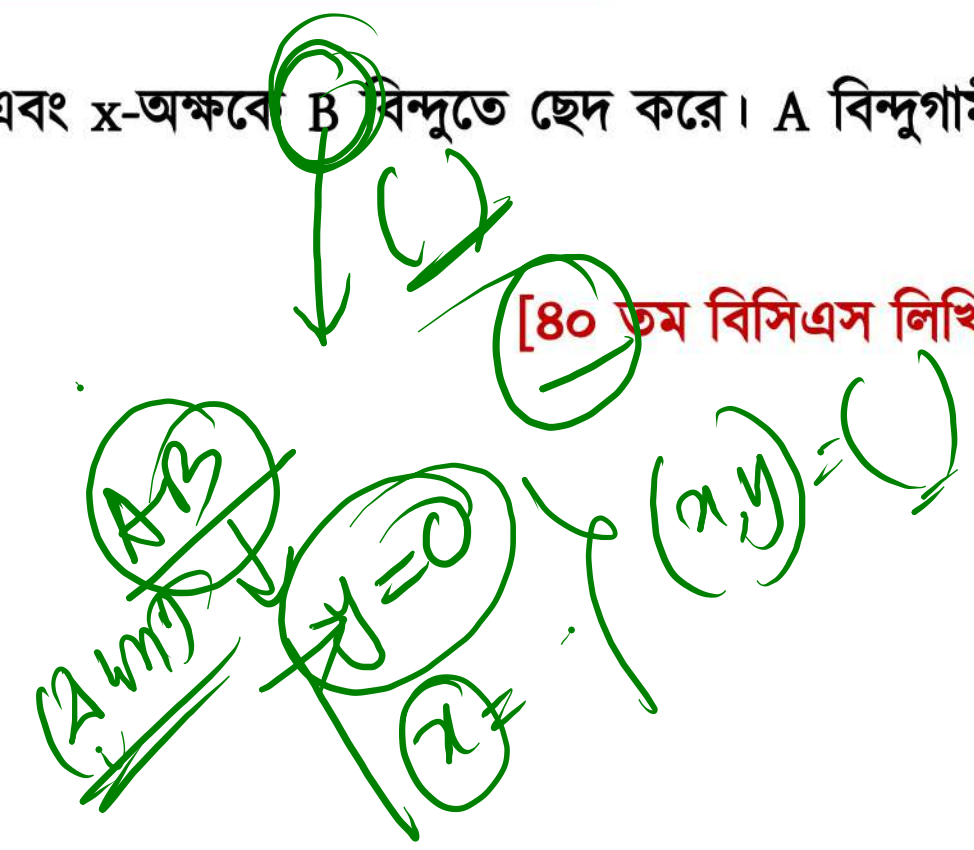 এবং x-অক্ষকে B বিন্দুতে ছেদ করে। A বিন্দুগামী
[৪০ তম বিসিএস লিখি
AB
y = 0
(x,y) = ( )
x =